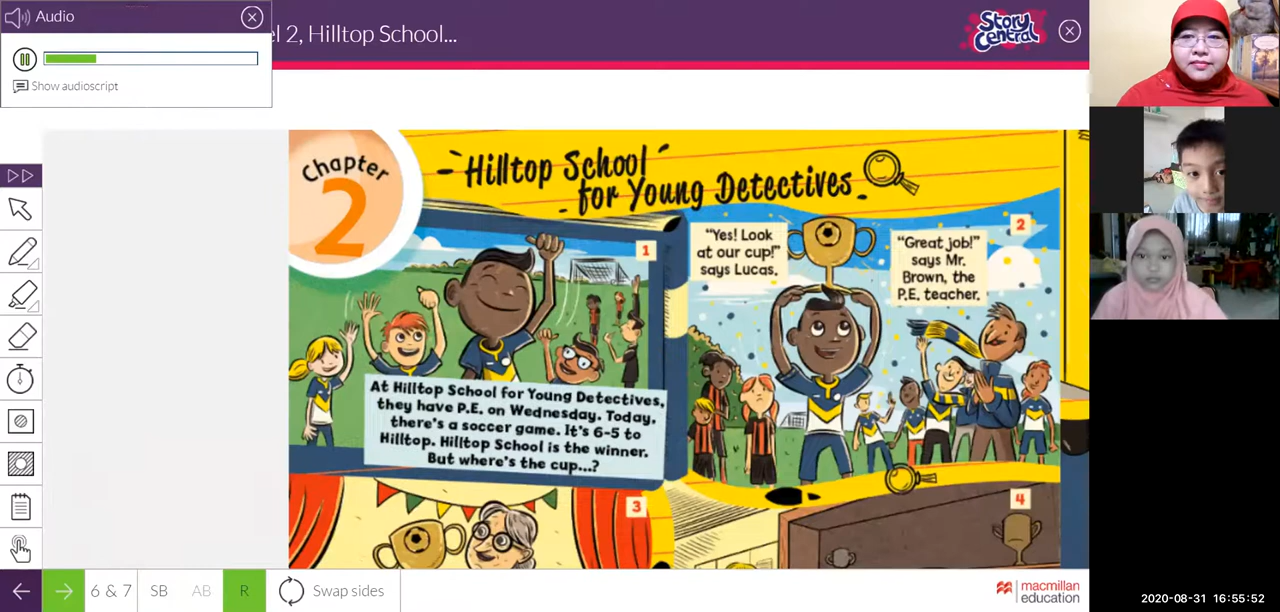 Audio
el 2, Hilltop School...
Story
Central
Show audioscript
Chapter
2
Hilltop School
for Young Detectives
1
At Hilltop School for Young Detectives,
they have P.E. on Wednesday. Today,
there's a soccer game. It's 6-5 to
Hilltop. Hilltop School is the winner.
But where's the cup...?
"Yes! Look
at our cup!"
says Lucas.
2
"Great job!"
says Mr.
Brown, the
P.E. teacher.
3
4
6 & 7
SB
AB
R
Swap sides
macmillan
education
2020-08-31 16:55:52